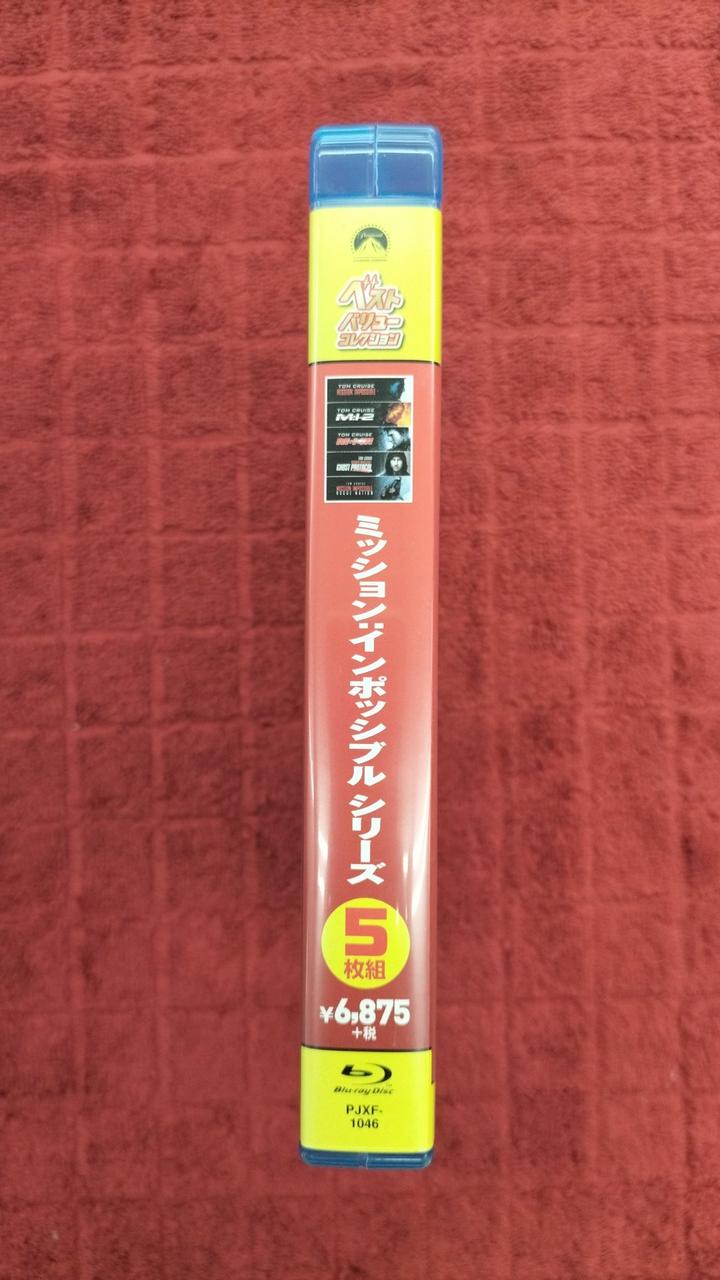 Paramount
ベスト
バリュー
コレクション
TOM CRUISE
MISSION: IMPOSSIBLE
TOM CRUISE
M:I-2
TOM CRUISE
TOM CRUISE
GHOST PROTOCOL
TOM CRUISE
MISSION: IMPOSSIBLE
ROGUE NATION
ミッション:インポッシブル シリーズ
5
枚組
¥6,875
+税
Blu-ray Disc
PJXF-
1046